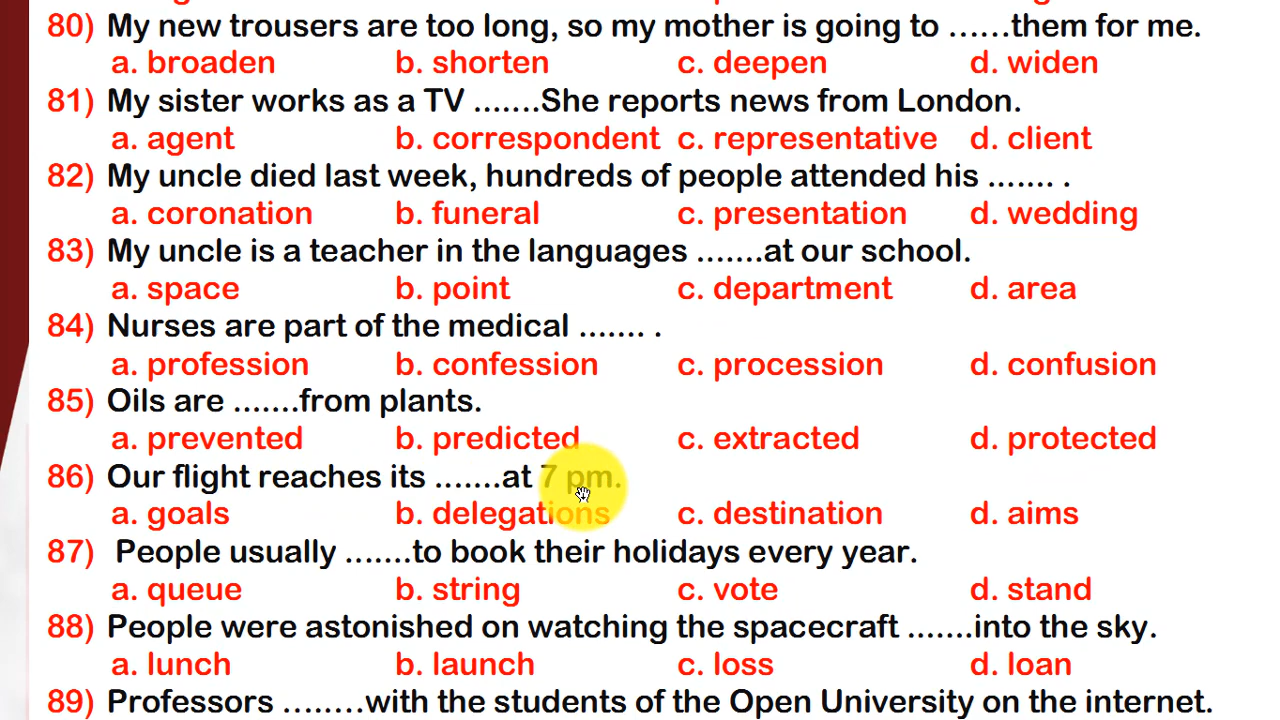 80) My new trousers are too long, so my mother is going to ......them for me.
a. broaden b. shorten c. deepen d. widen
81) My sister works as a TV .......She reports news from London.
a. agent b. correspondent c. representative d. client
82) My uncle died last week, hundreds of people attended his ....... .
a. coronation b. funeral c. presentation d. wedding
83) My uncle is a teacher in the languages .......at our school.
a. space b. point c. department d. area
84) Nurses are part of the medical ....... .
a. profession b. confession c. procession d. confusion
85) Oils are .......from plants.
a. prevented b. predicted c. extracted d. protected
86) Our flight reaches its .......at 7 pm.
a. goals b. delegations c. destination d. aims
87) People usually .......to book their holidays every year.
a. queue b. string c. vote d. stand
88) People were astonished on watching the spacecraft .......into the sky.
a. lunch b. launch c. loss d. loan
89) Professors ........with the students of the Open University on the internet.